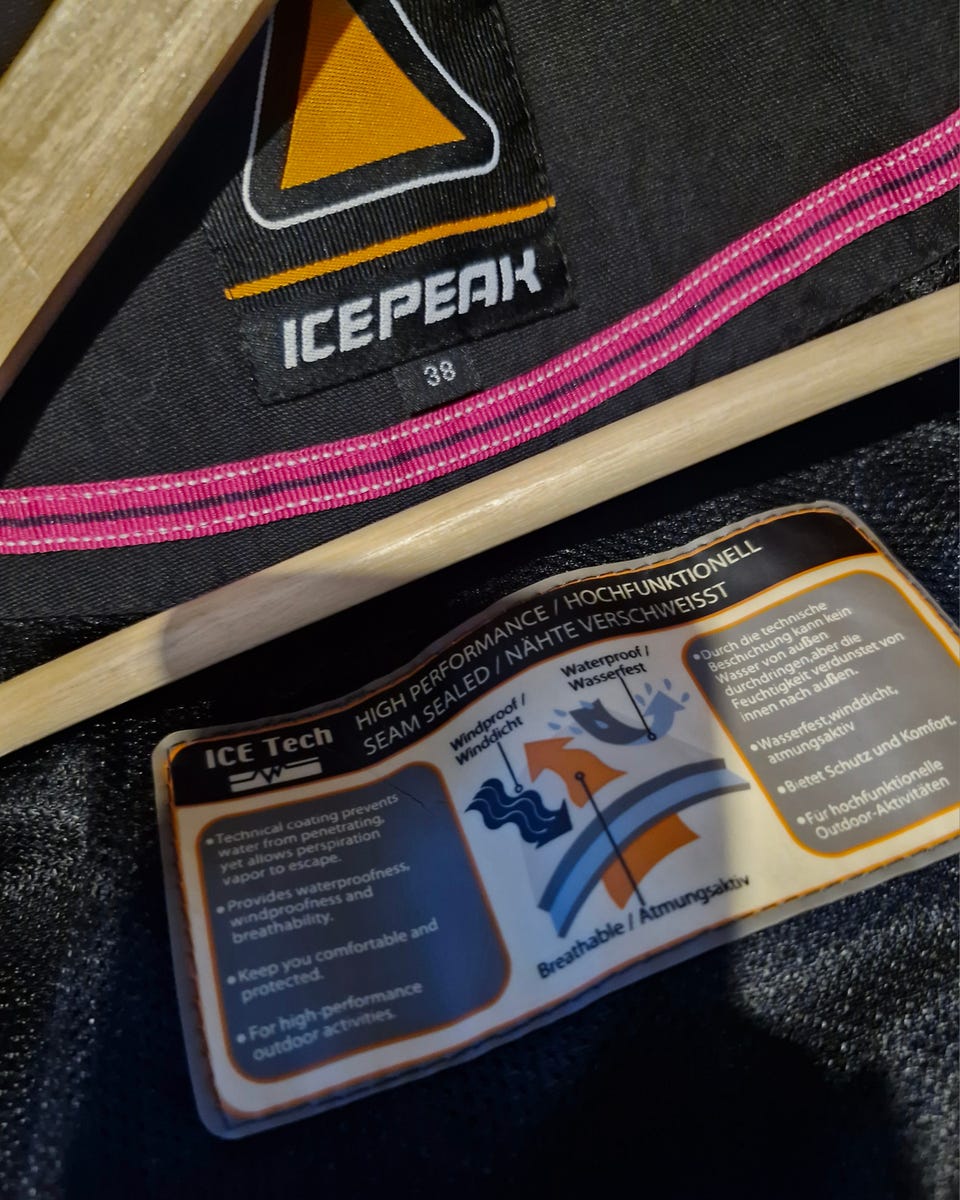 ICEPEAK
38
ICE Tech
HIGH PERFORMANCE / HOCHFUNKTIONELL
SEAM SEALED / NÄHTE VERSCHWEISST
•Technical coating prevents
water from penetrating,
yet allows perspiration
vapor to escape.
•Provides waterproofness,
windproofness and
breathability.
•Keep you comfortable and
protected.
•For high-performance
outdoor activities.
Windproof /
Winddicht
Waterproof /
Wasserfest
Breathable / Atmungsaktiv
•Durch die technische
Beschichtung kann kein
Wasser von außen
durchdringen,aber die
Feuchtigkeit verdunstet von
innen nach außen.
•Wasserfest,winddicht,
atmungsaktiv
•Bietet Schutz und Komfort.
•Für hochfunktionelle
Outdoor-Aktivitäten